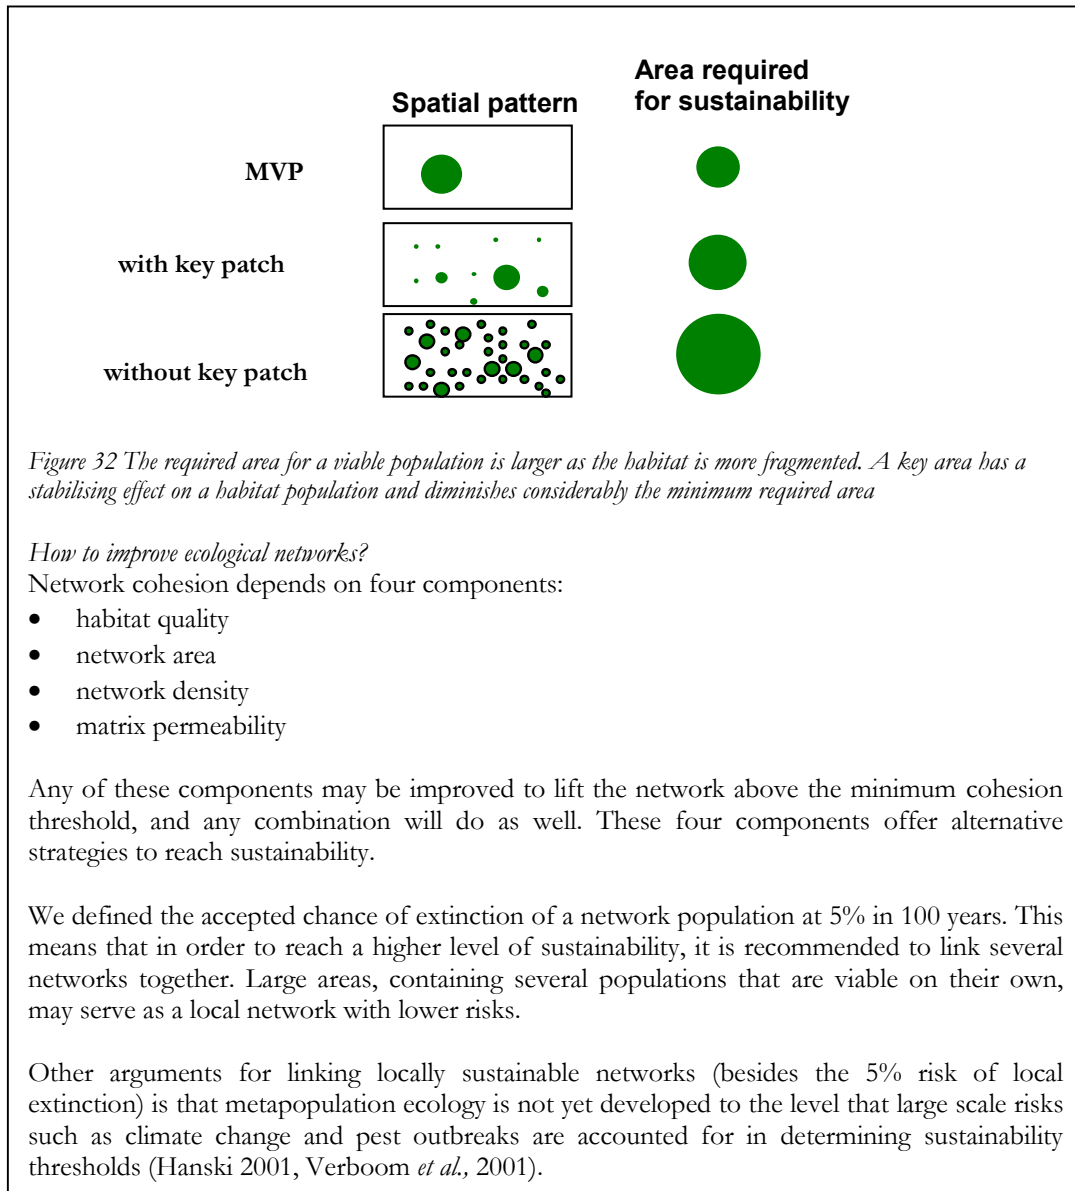 Spatial pattern
Area required
for sustainability
MVP
with key patch
without key patch
Figure 32 The required area for a viable population is larger as the habitat is more fragmented. A key area has a
stabilising effect on a habitat population and diminishes considerably the minimum required area
How to improve ecological networks?
Network cohesion depends on four components:
• habitat quality
• network area
• network density
• matrix permeability
Any of these components may be improved to lift the network above the minimum cohesion
threshold, and any combination will do as well. These four components offer alternative
strategies to reach sustainability.
We defined the accepted chance of extinction of a network population at 5% in 100 years. This
means that in order to reach a higher level of sustainability, it is recommended to link several
networks together. Large areas, containing several populations that are viable on their own,
may serve as a local network with lower risks.
Other arguments for linking locally sustainable networks (besides the 5% risk of local
extinction) is that metapopulation ecology is not yet developed to the level that large scale risks
such as climate change and pest outbreaks are accounted for in determining sustainability
thresholds (Hanski 2001, Verboom et al., 2001).